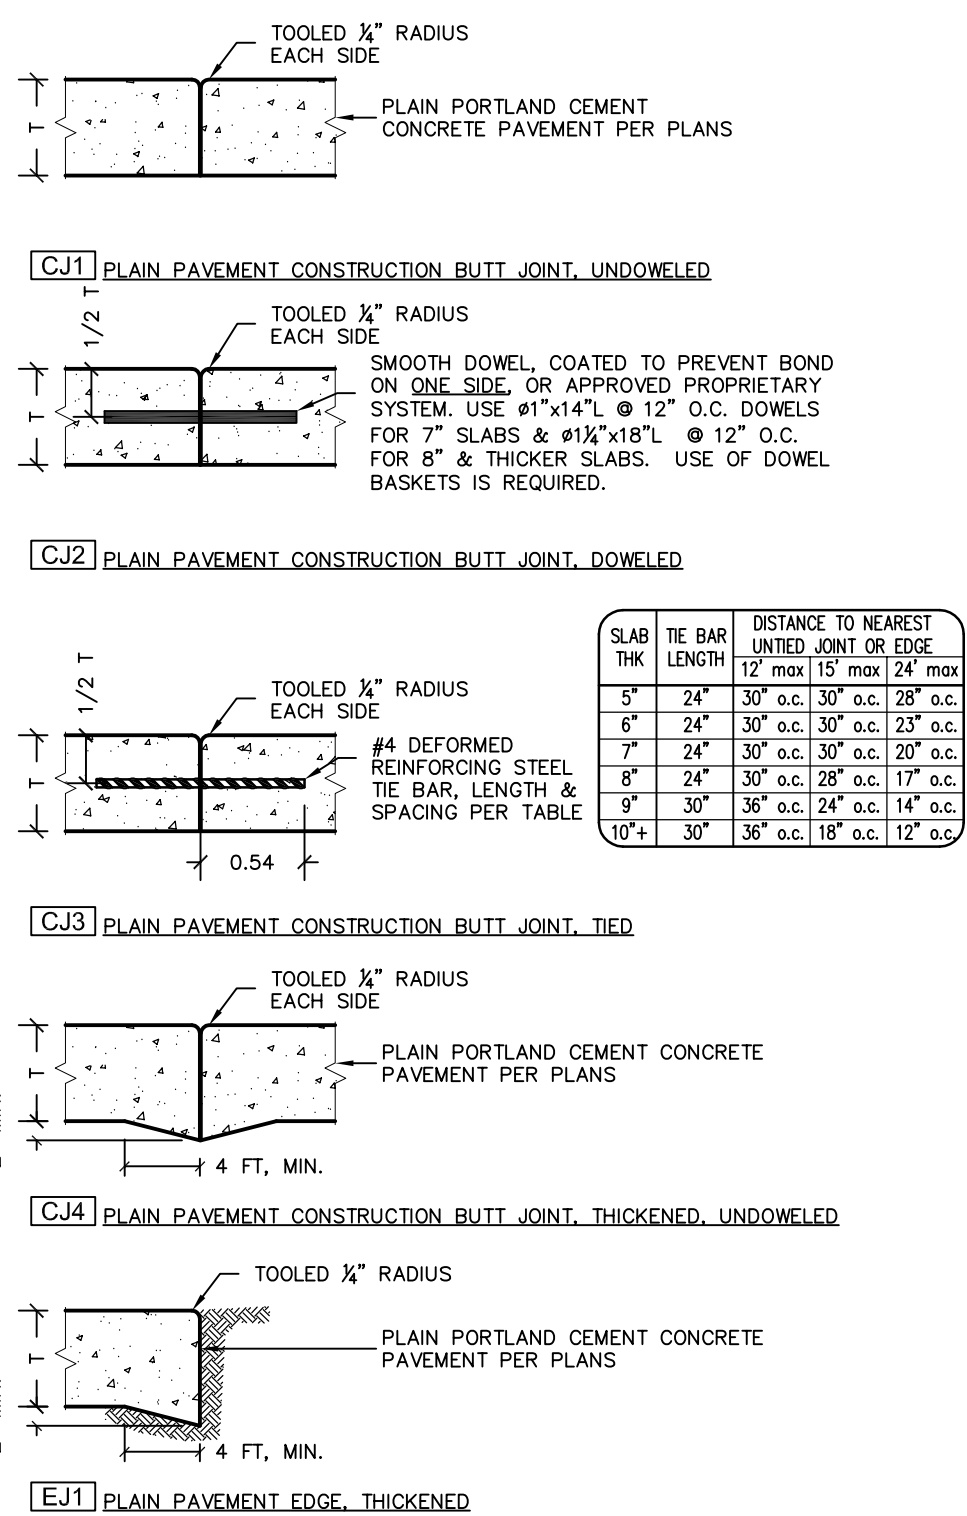 TOOLED ¼" RADIUS
EACH SIDE
PLAIN PORTLAND CEMENT
CONCRETE PAVEMENT PER PLANS
T
CJ1 PLAIN PAVEMENT CONSTRUCTION BUTT JOINT, UNDOWELED
1/2 T
TOOLED ¼" RADIUS
EACH SIDE
T
SMOOTH DOWEL, COATED TO PREVENT BOND
ON ONE SIDE, OR APPROVED PROPRIETARY
SYSTEM. USE ø1"x14"L @ 12" O.C. DOWELS
FOR 7" SLABS & ø1¼"x18"L @ 12" O.C.
FOR 8" & THICKER SLABS. USE OF DOWEL
BASKETS IS REQUIRED.
CJ2 PLAIN PAVEMENT CONSTRUCTION BUTT JOINT, DOWELED
1/2 T
TOOLED ¼" RADIUS
EACH SIDE
T
#4 DEFORMED
REINFORCING STEEL
TIE BAR, LENGTH &
SPACING PER TABLE
0.54
SLAB THK TIE BAR LENGTH DISTANCE TO NEAREST
UNTIED JOINT OR EDGE
12' max 15' max 24' max
5" 24" 30" o.c. 30" o.c. 28" o.c.
6" 24" 30" o.c. 30" o.c. 23" o.c.
7" 24" 30" o.c. 30" o.c. 20" o.c.
8" 24" 30" o.c. 28" o.c. 17" o.c.
9" 30" 36" o.c. 24" o.c. 14" o.c.
10"+ 30" 36" o.c. 18" o.c. 12" o.c.
CJ3 PLAIN PAVEMENT CONSTRUCTION BUTT JOINT, TIED
TOOLED ¼" RADIUS
EACH SIDE
T
PLAIN PORTLAND CEMENT CONCRETE
PAVEMENT PER PLANS
4 FT, MIN.
CJ4 PLAIN PAVEMENT CONSTRUCTION BUTT JOINT, THICKENED, UNDOWELED
TOOLED ¼" RADIUS
T
PLAIN PORTLAND CEMENT CONCRETE
PAVEMENT PER PLANS
4 FT, MIN.
EJ1 PLAIN PAVEMENT EDGE, THICKENED